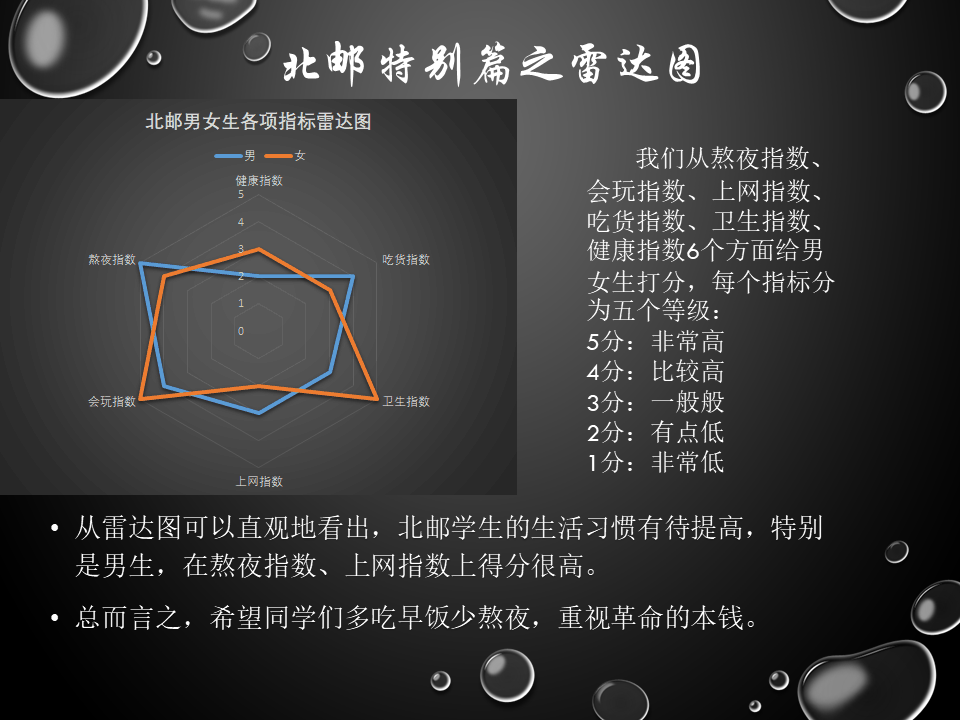 北邮特别篇之雷达图
北邮男女生各项指标雷达图
男 女
健康指数
5
4
3
2
1
0
吃货指数
卫生指数
上网指数
会玩指数
熬夜指数
我们从熬夜指数、
会玩指数、上网指数、
吃货指数、卫生指数、
健康指数6个方面给男
女生打分，每个指标分
为五个等级：
5分：非常高
4分：比较高
3分：一般般
2分：有点低
1分：非常低
• 从雷达图可以直观地看出，北邮学生的生活习惯有待提高，特别
是男生，在熬夜指数、上网指数上得分很高。
• 总而言之，希望同学们多吃早饭少熬夜，重视革命的本钱。